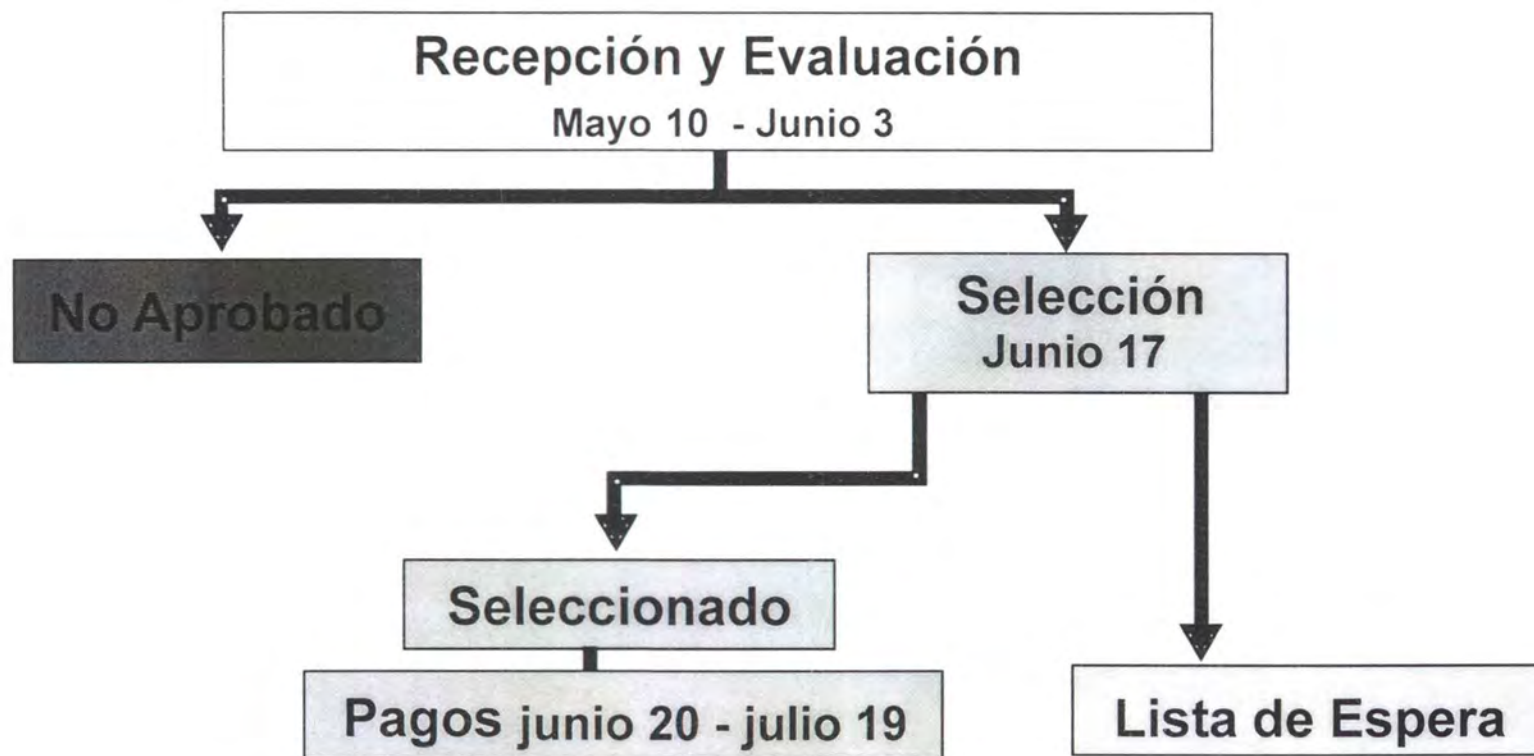 Recepción y Evaluación
Mayo 10 - Junio 3
No Aprobado
Selección
Junio 17
Seleccionado
Pagos junio 20 - julio 19
Lista de Espera